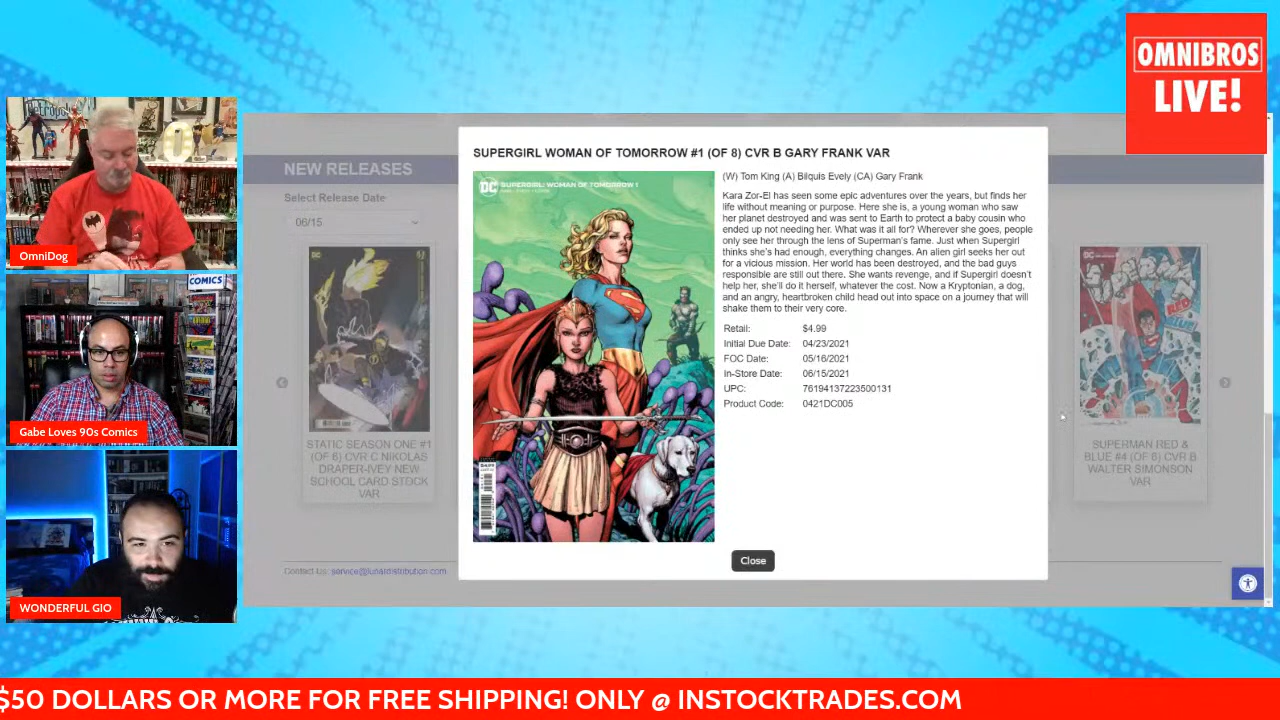 OMNIBROS
LIVE!
OmniDog
COMICS
Gabe Loves 90s Comics
WONDERFUL GIO
NEW RELEASES
Select Release Date
06/15
STATIC SEASON ONE #1
(OF 6) CVR C NIKOLAS
DRAPER-IVEY NEW
SCHOOL CARD STOCK
VAR
Contact Us: service@lunardistribution.com
SUPERGIRL WOMAN OF TOMORROW #1 (OF 8) CVR B GARY FRANK VAR
DC
SUPERGIRL: WOMAN OF TOMORROW 1
(W) Tom King (A) Bilquis Evely (CA) Gary Frank
Kara Zor-El has seen some epic adventures over the years, but finds her
life without meaning or purpose. Here she is, a young woman who saw
her planet destroyed and was sent to Earth to protect a baby cousin who
ended up not needing her. What was it all for? Wherever she goes, people
only see her through the lens of Superman's fame. Just when Supergirl
thinks she's had enough, everything changes. An alien girl seeks her out
for a vicious mission. Her world has been destroyed, and the bad guys
responsible are still out there. She wants revenge, and if Supergirl doesn't
help her, she'll do it herself, whatever the cost. Now a Kryptonian, a dog,
and an angry, heartbroken child head out into space on a journey that will
shake them to their very core.
Retail: $4.99
Initial Due Date: 04/23/2021
FOC Date: 05/16/2021
In-Store Date: 06/15/2021
UPC: 76194137223500131
Product Code: 0421DC005
Close
RED
BLUE
SUPERMAN RED &
BLUE #4 (OF 6) CVR B
WALTER SIMONSON
VAR
$50 DOLLARS OR MORE FOR FREE SHIPPING! ONLY @ INSTOCKTRADES.COM